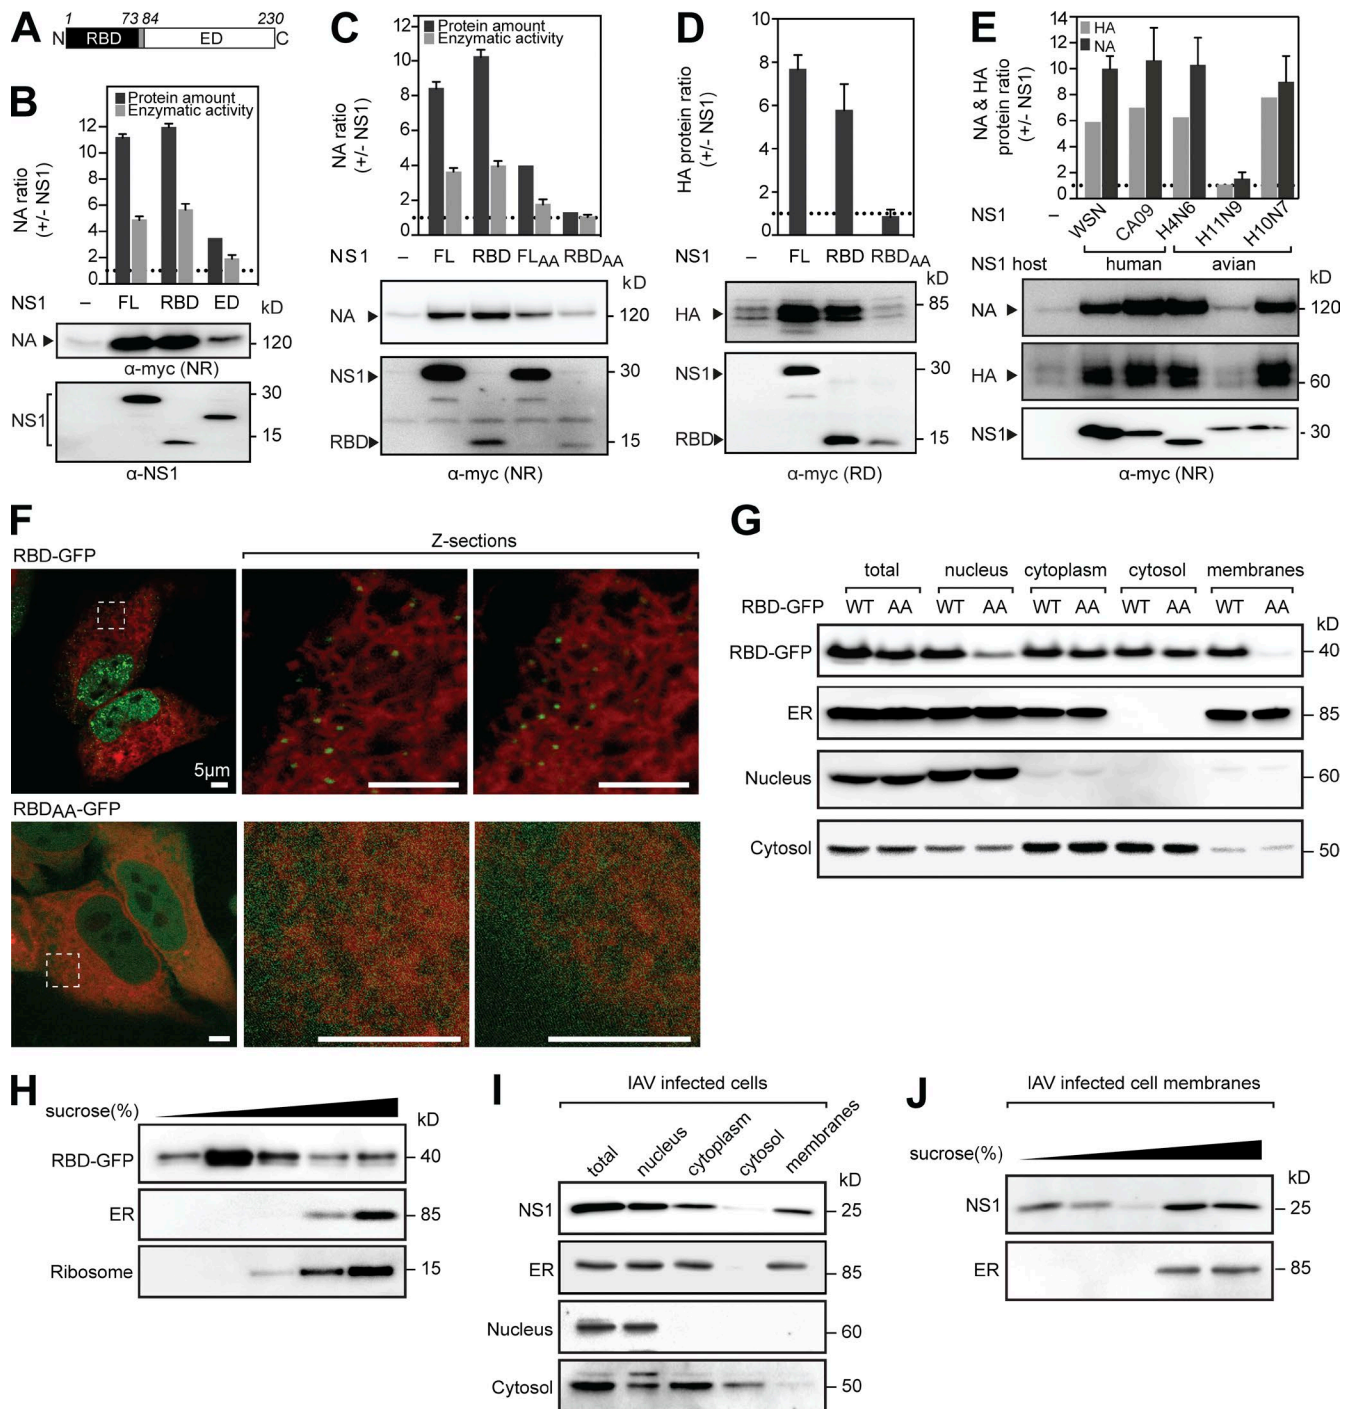 A
1 73 84 230
N RBD ED C
B
Protein amount
Enzymatic activity
NA ratio
(+/- NS1)
12
10
8
6
4
2
0
NS1 – FL RBD ED kD
NA 120
α-myc (NR)
NS1 30
15
α-NS1
C
Protein amount
Enzymatic activity
NA ratio
(+/- NS1)
12
10
8
6
4
2
0
NS1 – FL RBD FLAA RBDAA
kD
NA 120
NS1 30
RBD 15
α-myc (NR)
D
HA protein ratio
(+/- NS1)
10
8
6
4
2
0
NS1 – FL RBD RBDAA
kD
HA 85
NS1 30
RBD 15
α-myc (RD)
E
HA
NA
NA & HA
protein ratio
(+/- NS1)
14
12
10
8
6
4
2
0
NS1 – WSN CA09 H4N6 H11N9 H10N7
NS1 host human avian
kD
NA 120
HA 60
NS1 30
α-myc (NR)
F
RBD-GFP
Z-sections
5µm
RBDAA-GFP
G
total nucleus cytoplasm cytosol membranes
RBD-GFP WT AA WT AA WT AA WT AA WT AA
kD
RBD-GFP 40
ER 85
Nucleus 60
Cytosol 50
H
sucrose(%)
kD
RBD-GFP 40
ER 85
Ribosome 15
I
IAV infected cells
total nucleus cytoplasm cytosol membranes
kD
NS1 25
ER 85
Nucleus 60
Cytosol 50
J
IAV infected cell membranes
sucrose(%)
kD
NS1 25
ER 85